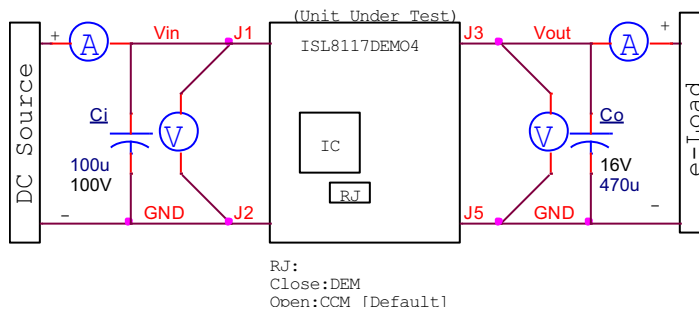 (Unit Under Test)
ISL8117DEMO4
DC Source
+
A
Vin
J1
Ci
100u
100V
V
-
GND
J2
IC
RJ
J3
Vout
A
+
V
Co
16V
470u
J5
GND
-
e-Load
RJ:
Close:DEM
Open:CCM [Default]